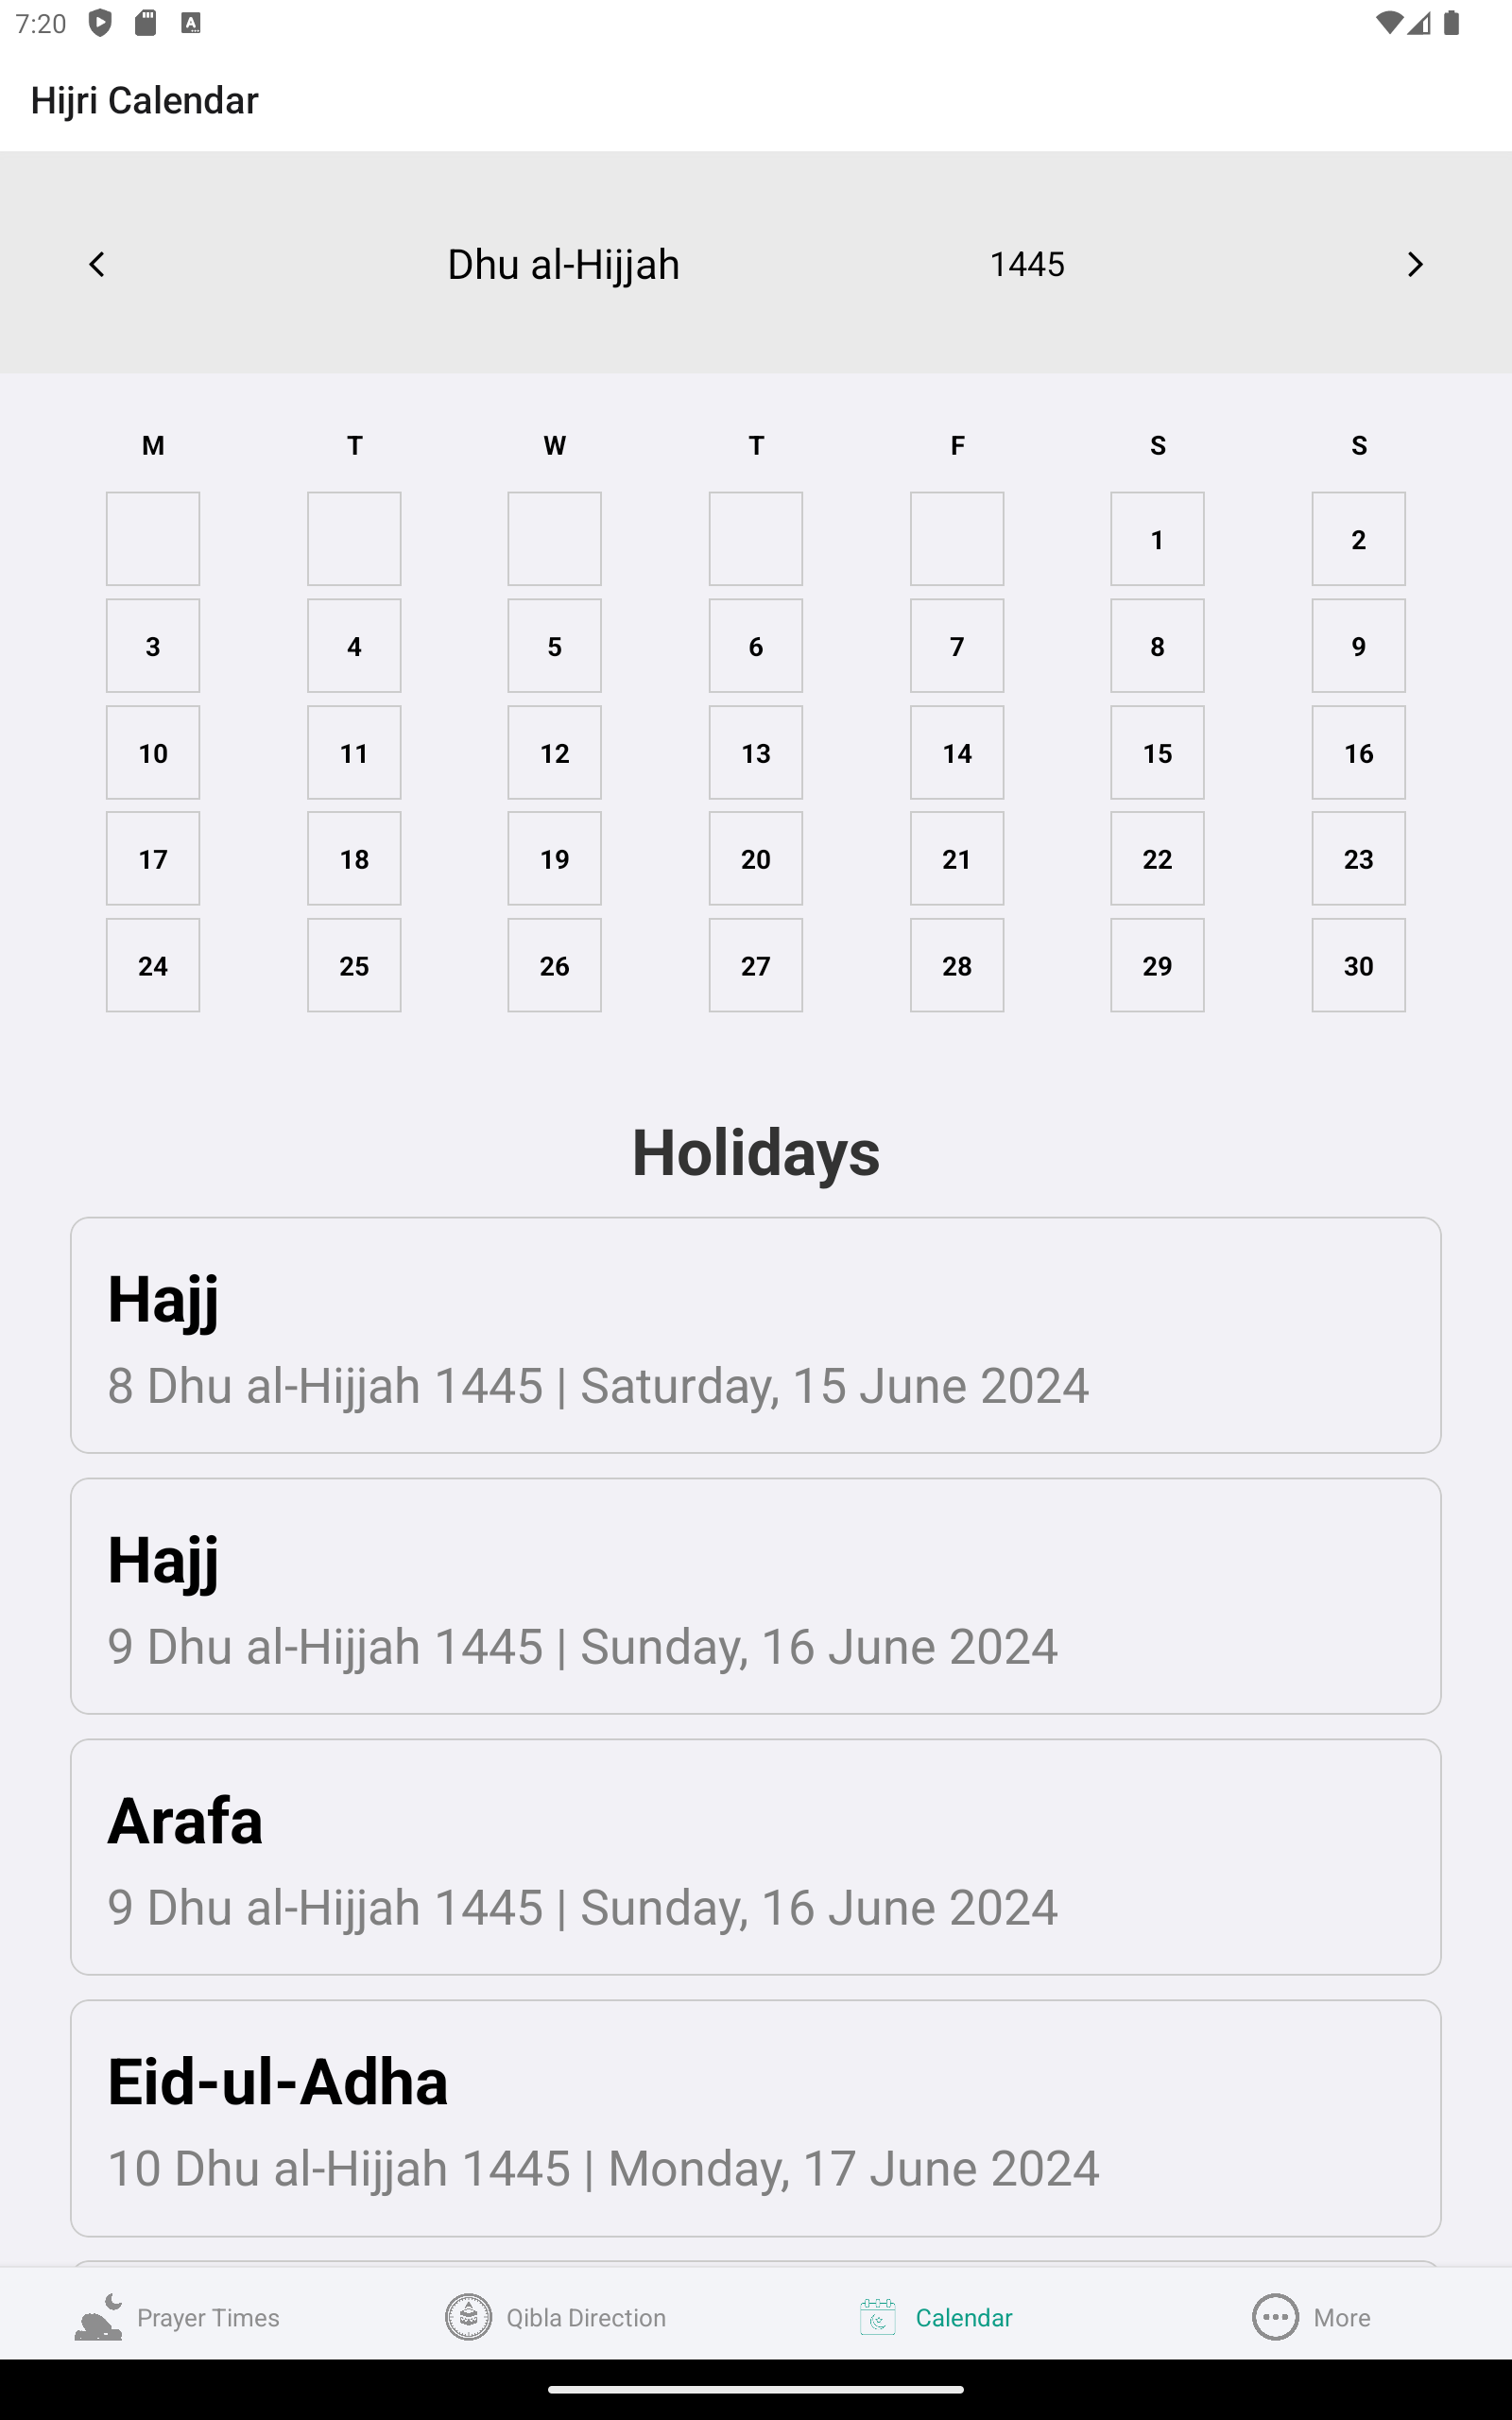 7:20
Hijri Calendar
Dhu al-Hijjah 1445
M T W T F S S
1 2
3 4 5 6 7 8 9
10 11 12 13 14 15 16
17 18 19 20 21 22 23
24 25 26 27 28 29 30
Holidays
Hajj
8 Dhu al-Hijjah 1445 | Saturday, 15 June 2024
Hajj
9 Dhu al-Hijjah 1445 | Sunday, 16 June 2024
Arafa
9 Dhu al-Hijjah 1445 | Sunday, 16 June 2024
Eid-ul-Adha
10 Dhu al-Hijjah 1445 | Monday, 17 June 2024
Prayer Times Qibla Direction Calendar More